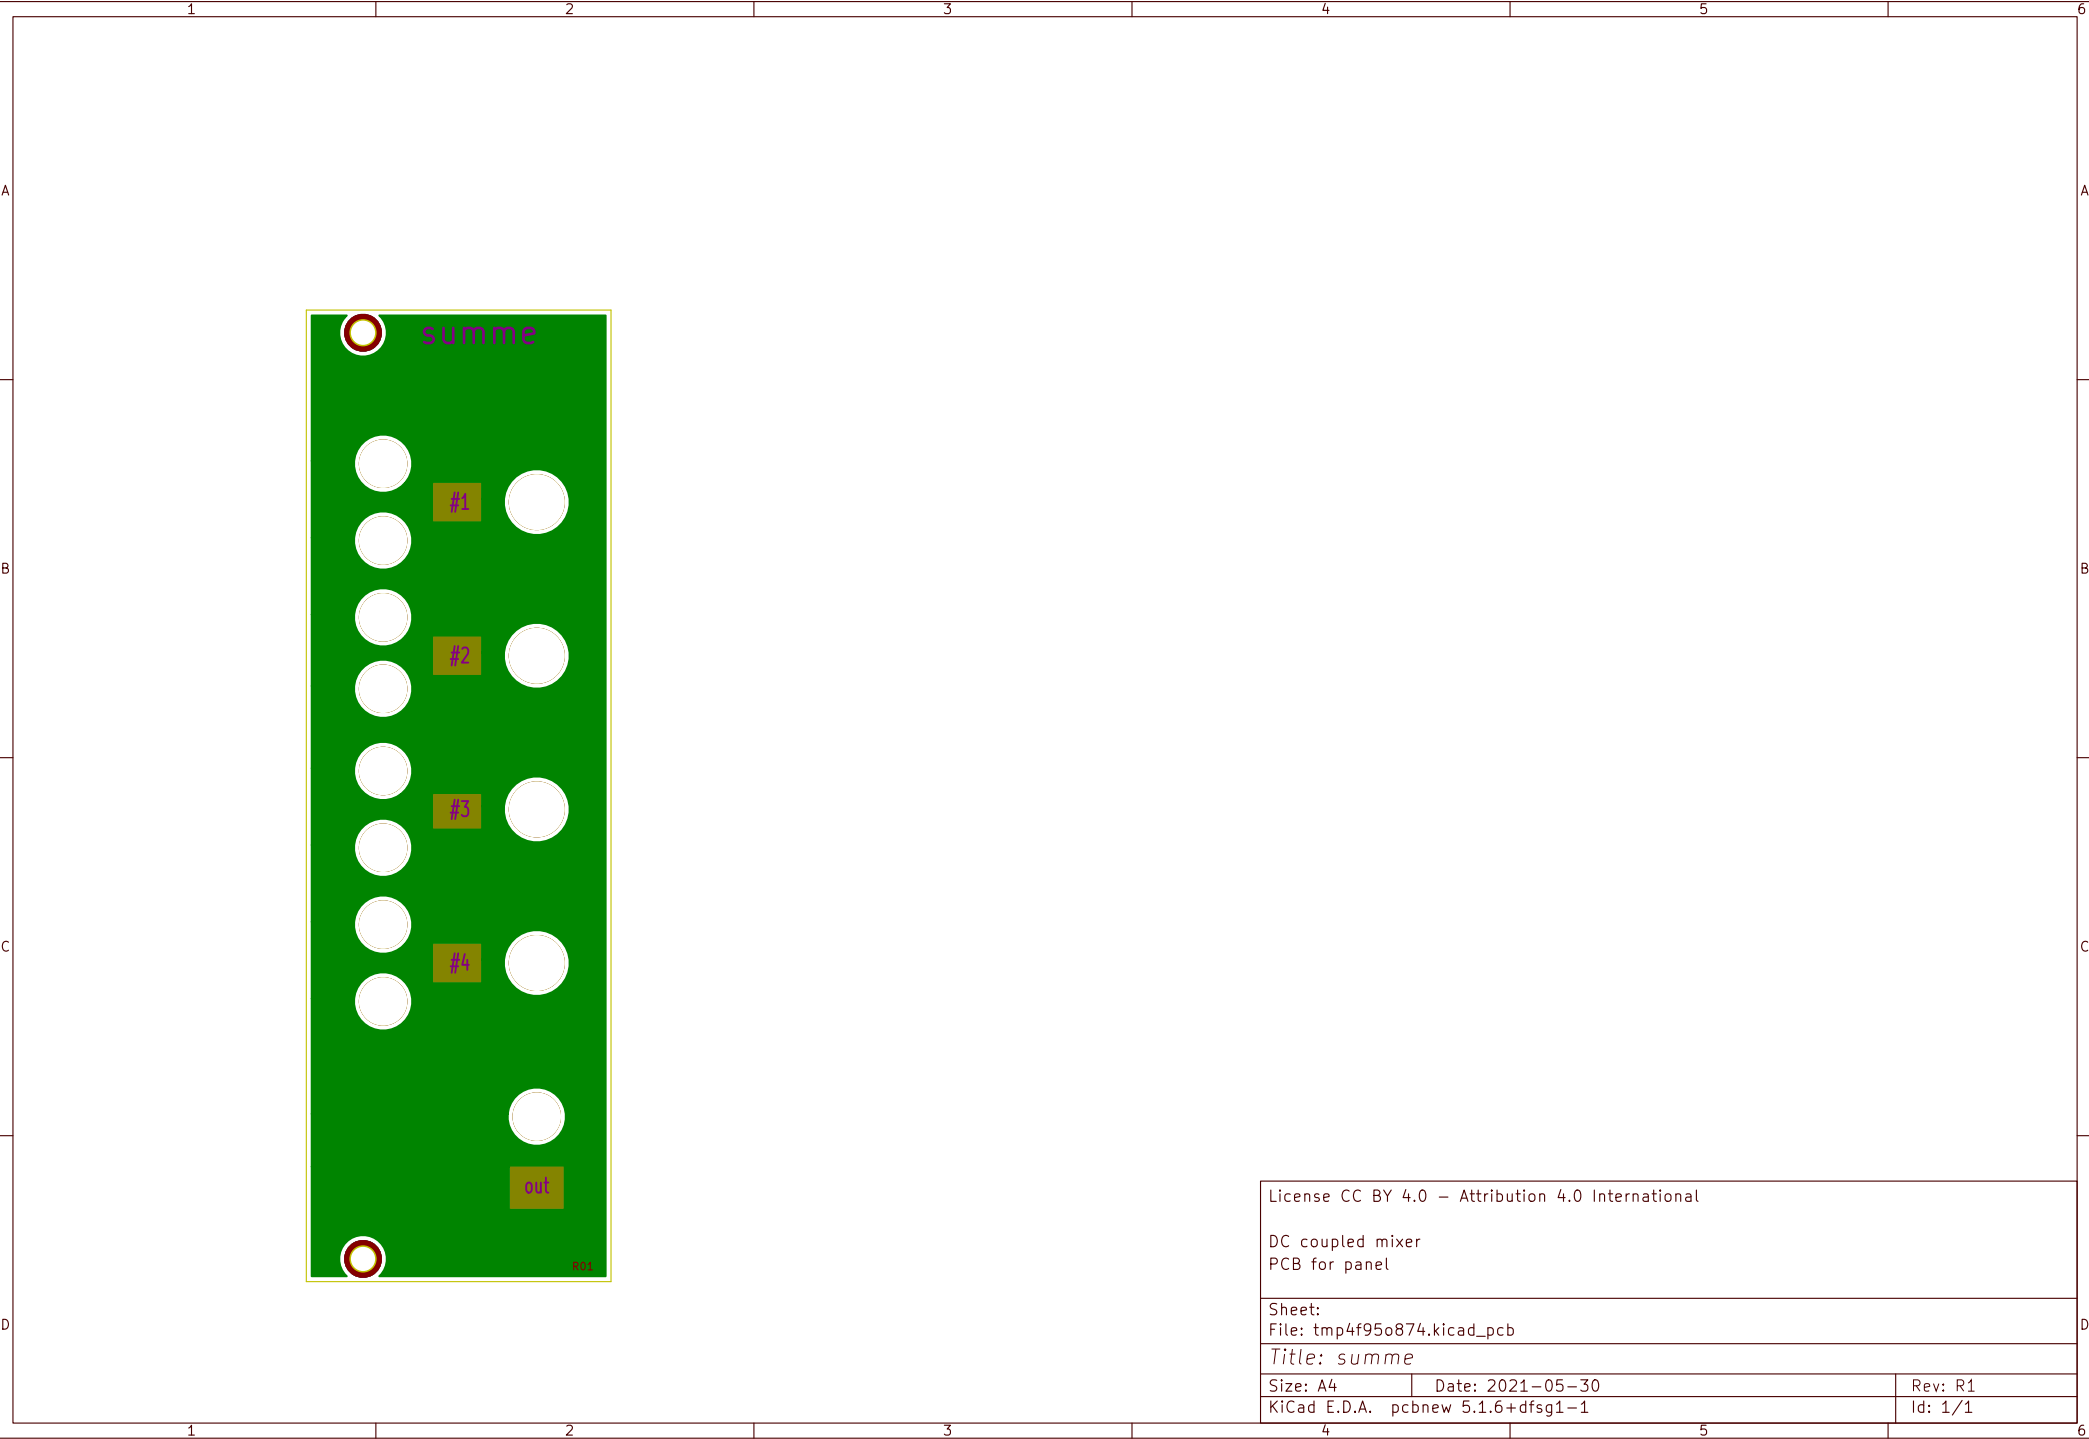 1 2 3 4 5 6
A A
B B
C C
D D
summe
#1
#2
#3
#4
out
R01
License CC BY 4.0 – Attribution 4.0 International
DC coupled mixer
PCB for panel
Sheet:
File: tmp4f95o874.kicad_pcb
Title: summe
Size: A4 Date: 2021-05-30 Rev: R1
KiCad E.D.A. pcbnew 5.1.6+dfsg1-1 Id: 1/1
1 2 3 4 5 6